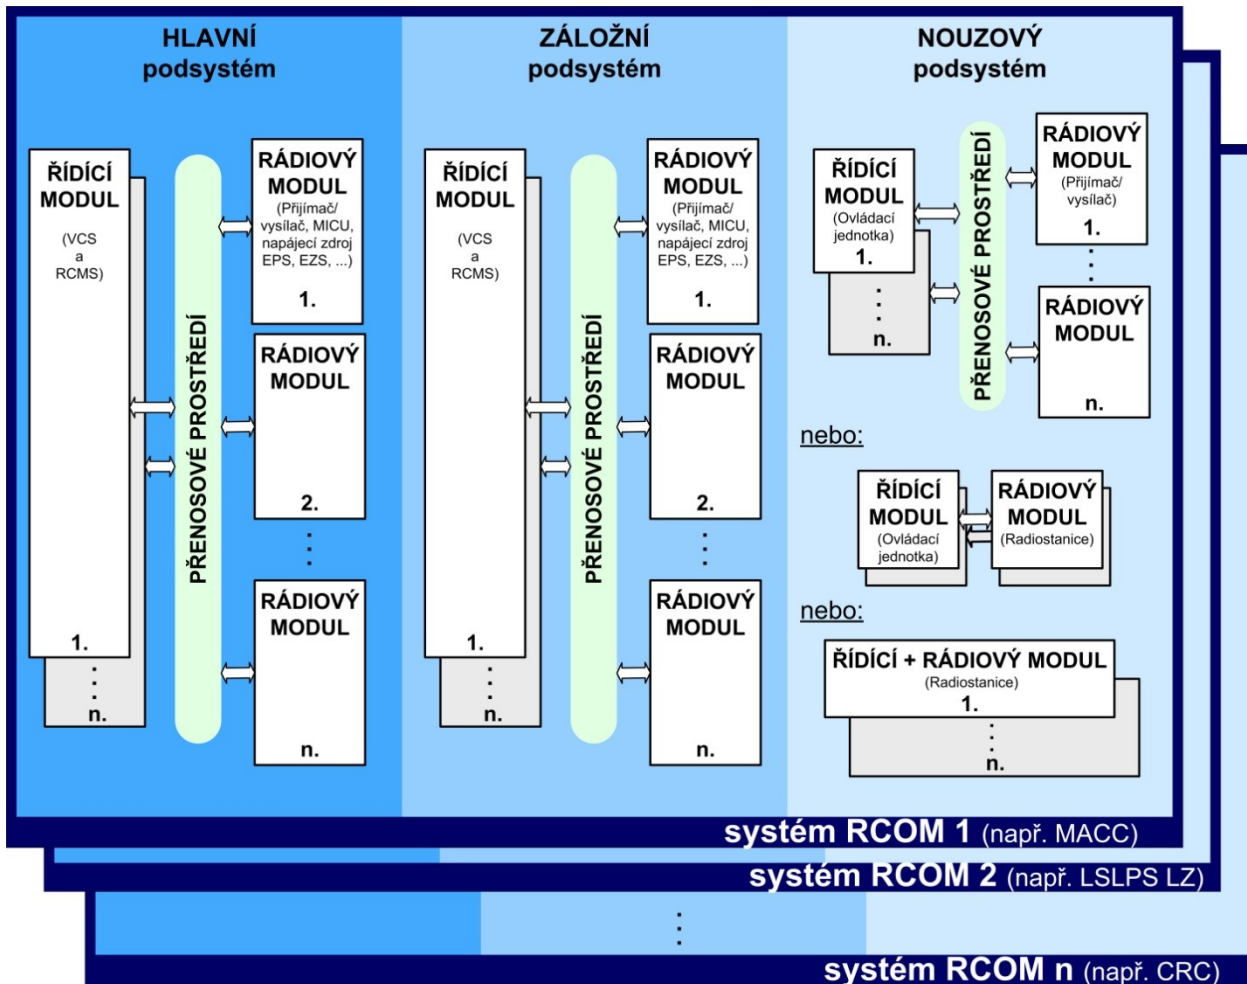 HLAVNÍ
podsystém
ŘÍDÍCÍ
MODUL
(VCS
a
RCMS)
1.
n.
PŘENOSOVÉ PROSTŘEDÍ
RÁDIOVÝ
MODUL
(Přijímač/
vysílač, MICU,
napájecí zdroj
EPS, EZS, ...)
1.
RÁDIOVÝ
MODUL
2.
RÁDIOVÝ
MODUL
n.
ZÁLOŽNÍ
podsystém
ŘÍDÍCÍ
MODUL
(VCS
a
RCMS)
1.
n.
PŘENOSOVÉ PROSTŘEDÍ
RÁDIOVÝ
MODUL
(Přijímač/
vysílač, MICU,
napájecí zdroj
EPS, EZS, ...)
1.
RÁDIOVÝ
MODUL
2.
RÁDIOVÝ
MODUL
n.
NOUZOVÝ
podsystém
ŘÍDÍCÍ
MODUL
(Ovládací
jednotka)
1.
n.
PŘENOSOVÉ PROSTŘEDÍ
RÁDIOVÝ
MODUL
(Přijímač/
vysílač)
1.
RÁDIOVÝ
MODUL
n.
nebo:
ŘÍDÍCÍ
MODUL
(Ovládací
jednotka)
RÁDIOVÝ
MODUL
(Radiostanice)
nebo:
ŘÍDÍCÍ + RÁDIOVÝ MODUL
(Radiostanice)
1.
n.
systém RCOM 1 (např. MACC)
systém RCOM 2 (např. LSLPS LZ)
systém RCOM n (např. CRC)